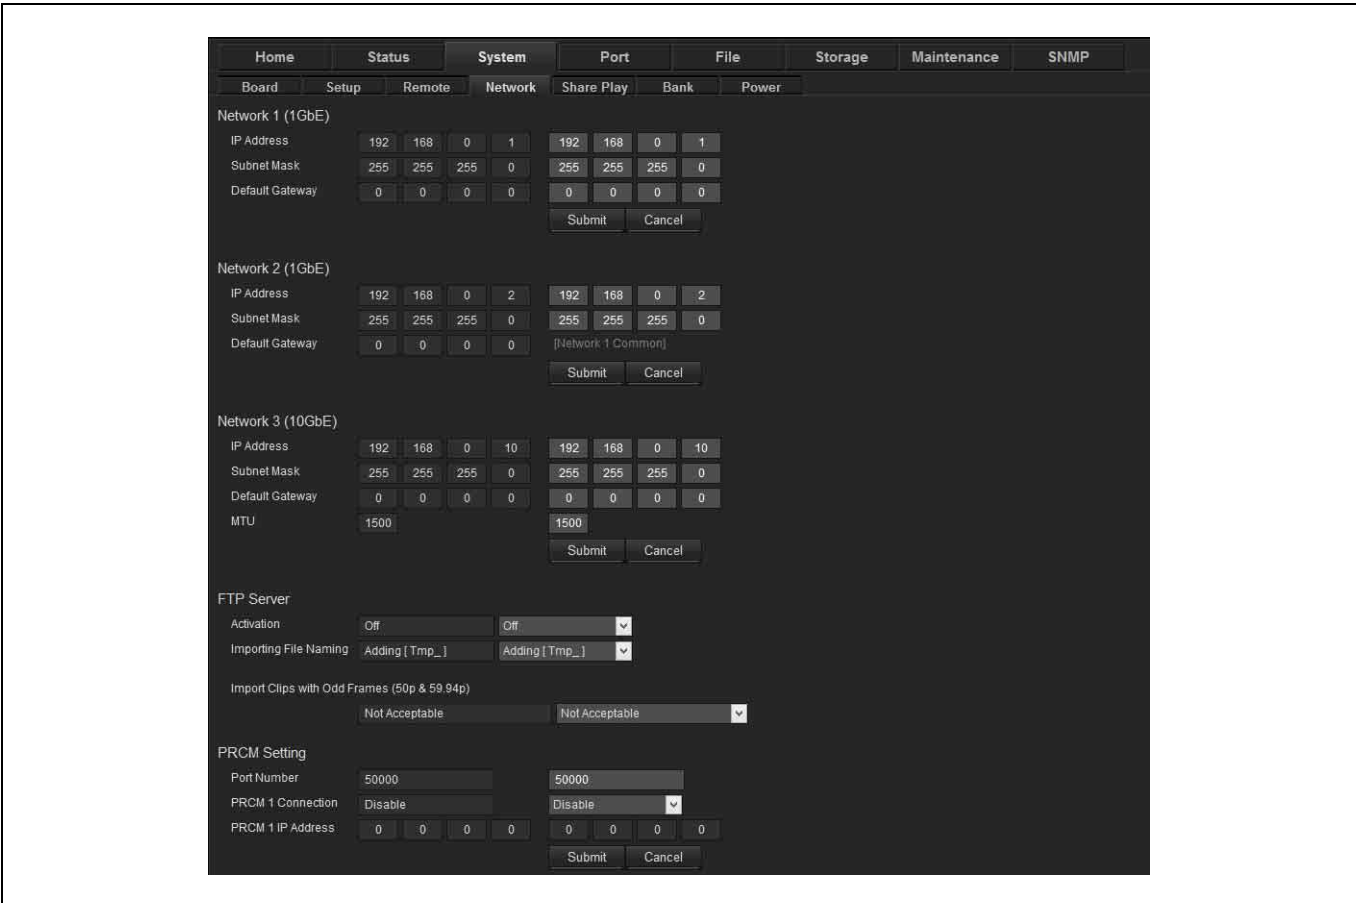 Home Status System Port File Storage Maintenance SNMP
Board Setup Remote Network Share Play Bank Power
Network 1 (1GbE)
IP Address 192 168 0 1 192 168 0 1
Subnet Mask 255 255 255 0 255 255 255 0
Default Gateway 0 0 0 0 0 0 0 0
Submit Cancel
Network 2 (1GbE)
IP Address 192 168 0 2 192 168 0 2
Subnet Mask 255 255 255 0 255 255 255 0
Default Gateway 0 0 0 0 [Network 1 Common]
Submit Cancel
Network 3 (10GbE)
IP Address 192 168 0 10 192 168 0 10
Subnet Mask 255 255 255 0 255 255 255 0
Default Gateway 0 0 0 0 0 0 0 0
MTU 1500 1500
Submit Cancel
FTP Server
Activation Off Off
Importing File Naming Adding [ Tmp_ ] Adding [ Tmp_ ]
Import Clips with Odd Frames (50p & 59.94p)
Not Acceptable Not Acceptable
PRCM Setting
Port Number 50000 50000
PRCM 1 Connection Disable Disable
PRCM 1 IP Address 0 0 0 0 0 0 0 0
Submit Cancel